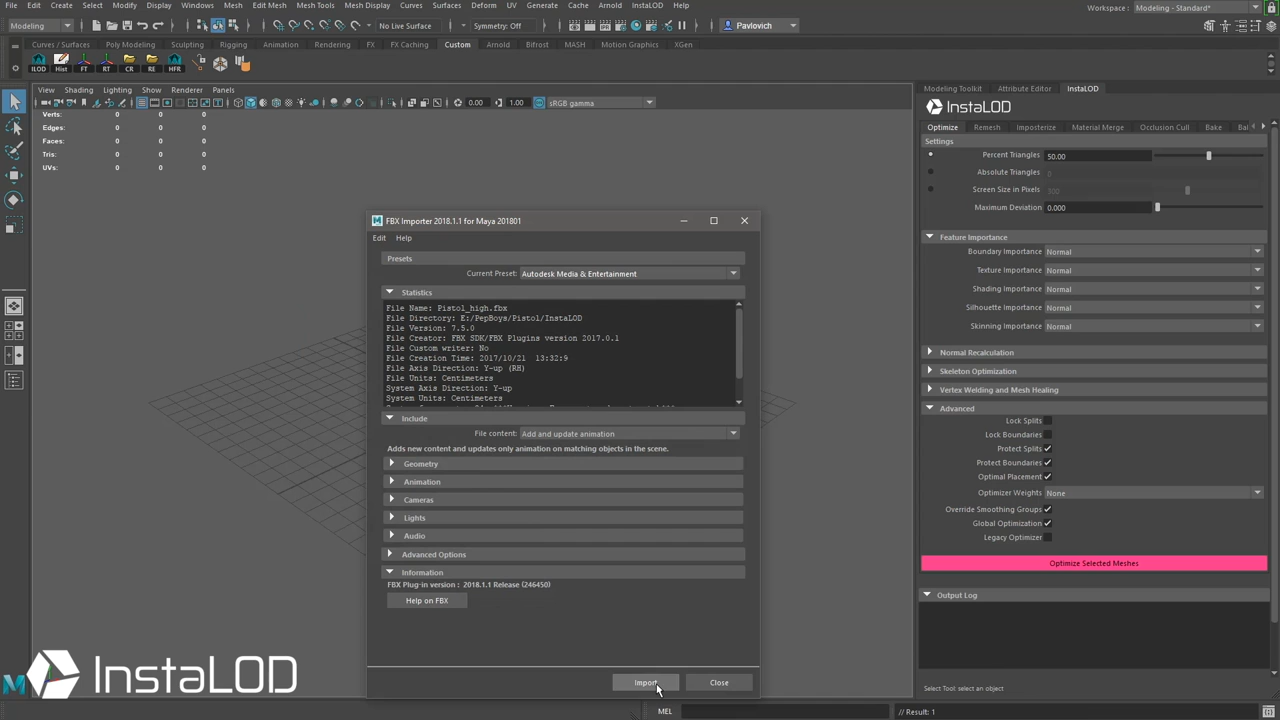 File Edit Create Select Modify Display Windows Mesh Edit Mesh Mesh Tools Mesh Display Curves Surfaces Deform UV Generate Cache Arnold InstaLOD Help
Workspace : Modeling - Standard*
Modeling
No Live Surface
Symmetry: Off
Pavlovich
Curves / Surfaces Poly Modeling Sculpting Rigging Animation Rendering FX FX Caching Custom Arnold Bifrost MASH Motion Graphics XGen
ILOD Hist FT RT CR RE HFR
View Shading Lighting Show Renderer Panels
0.00 1.00 sRGB gamma
Verts: 0 0 0
Edges: 0 0 0
Faces: 0 0 0
Tris: 0 0 0
UVs: 0 0 0
FBX Importer 2018.1.1 for Maya 201801
Edit Help
Presets
Current Preset: Autodesk Media & Entertainment
Statistics
File Name: Pistol_high.fbx
File Directory: E:/PepBoys/Pistol/InstaLOD
File Version: 7.5.0
File Creator: FBX SDK/FBX Plugins version 2017.0.1
File Custom writer: No
File Creation Time: 2017/10/21 13:32:9
File Axis Direction: Y-up (RH)
File Units: Centimeters
System Axis Direction: Y-up
System Units: Centimeters
Include
File content: Add and update animation
Adds new content and updates only animation on matching objects in the scene.
Geometry
Animation
Cameras
Lights
Audio
Advanced Options
Information
FBX Plug-in version : 2018.1.1 Release (246450)
Help on FBX
Import Close
Modeling Toolkit Attribute Editor InstaLOD
InstaLOD
Optimize Remesh Imposterize Material Merge Occlusion Cull Bake Bai
Settings
Percent Triangles 50.00
Absolute Triangles 0
Screen Size in Pixels 300
Maximum Deviation 0.000
Feature Importance
Boundary Importance Normal
Texture Importance Normal
Shading Importance Normal
Silhouette Importance Normal
Skinning Importance Normal
Normal Recalculation
Skeleton Optimization
Vertex Welding and Mesh Healing
Advanced
Lock Splits
Lock Boundaries
Protect Splits
Protect Boundaries
Optimal Placement
Optimizer Weights None
Override Smoothing Groups
Global Optimization
Legacy Optimizer
Optimize Selected Meshes
Output Log
Select Tool: select an object
InstaLOD
MEL
// Result: 1